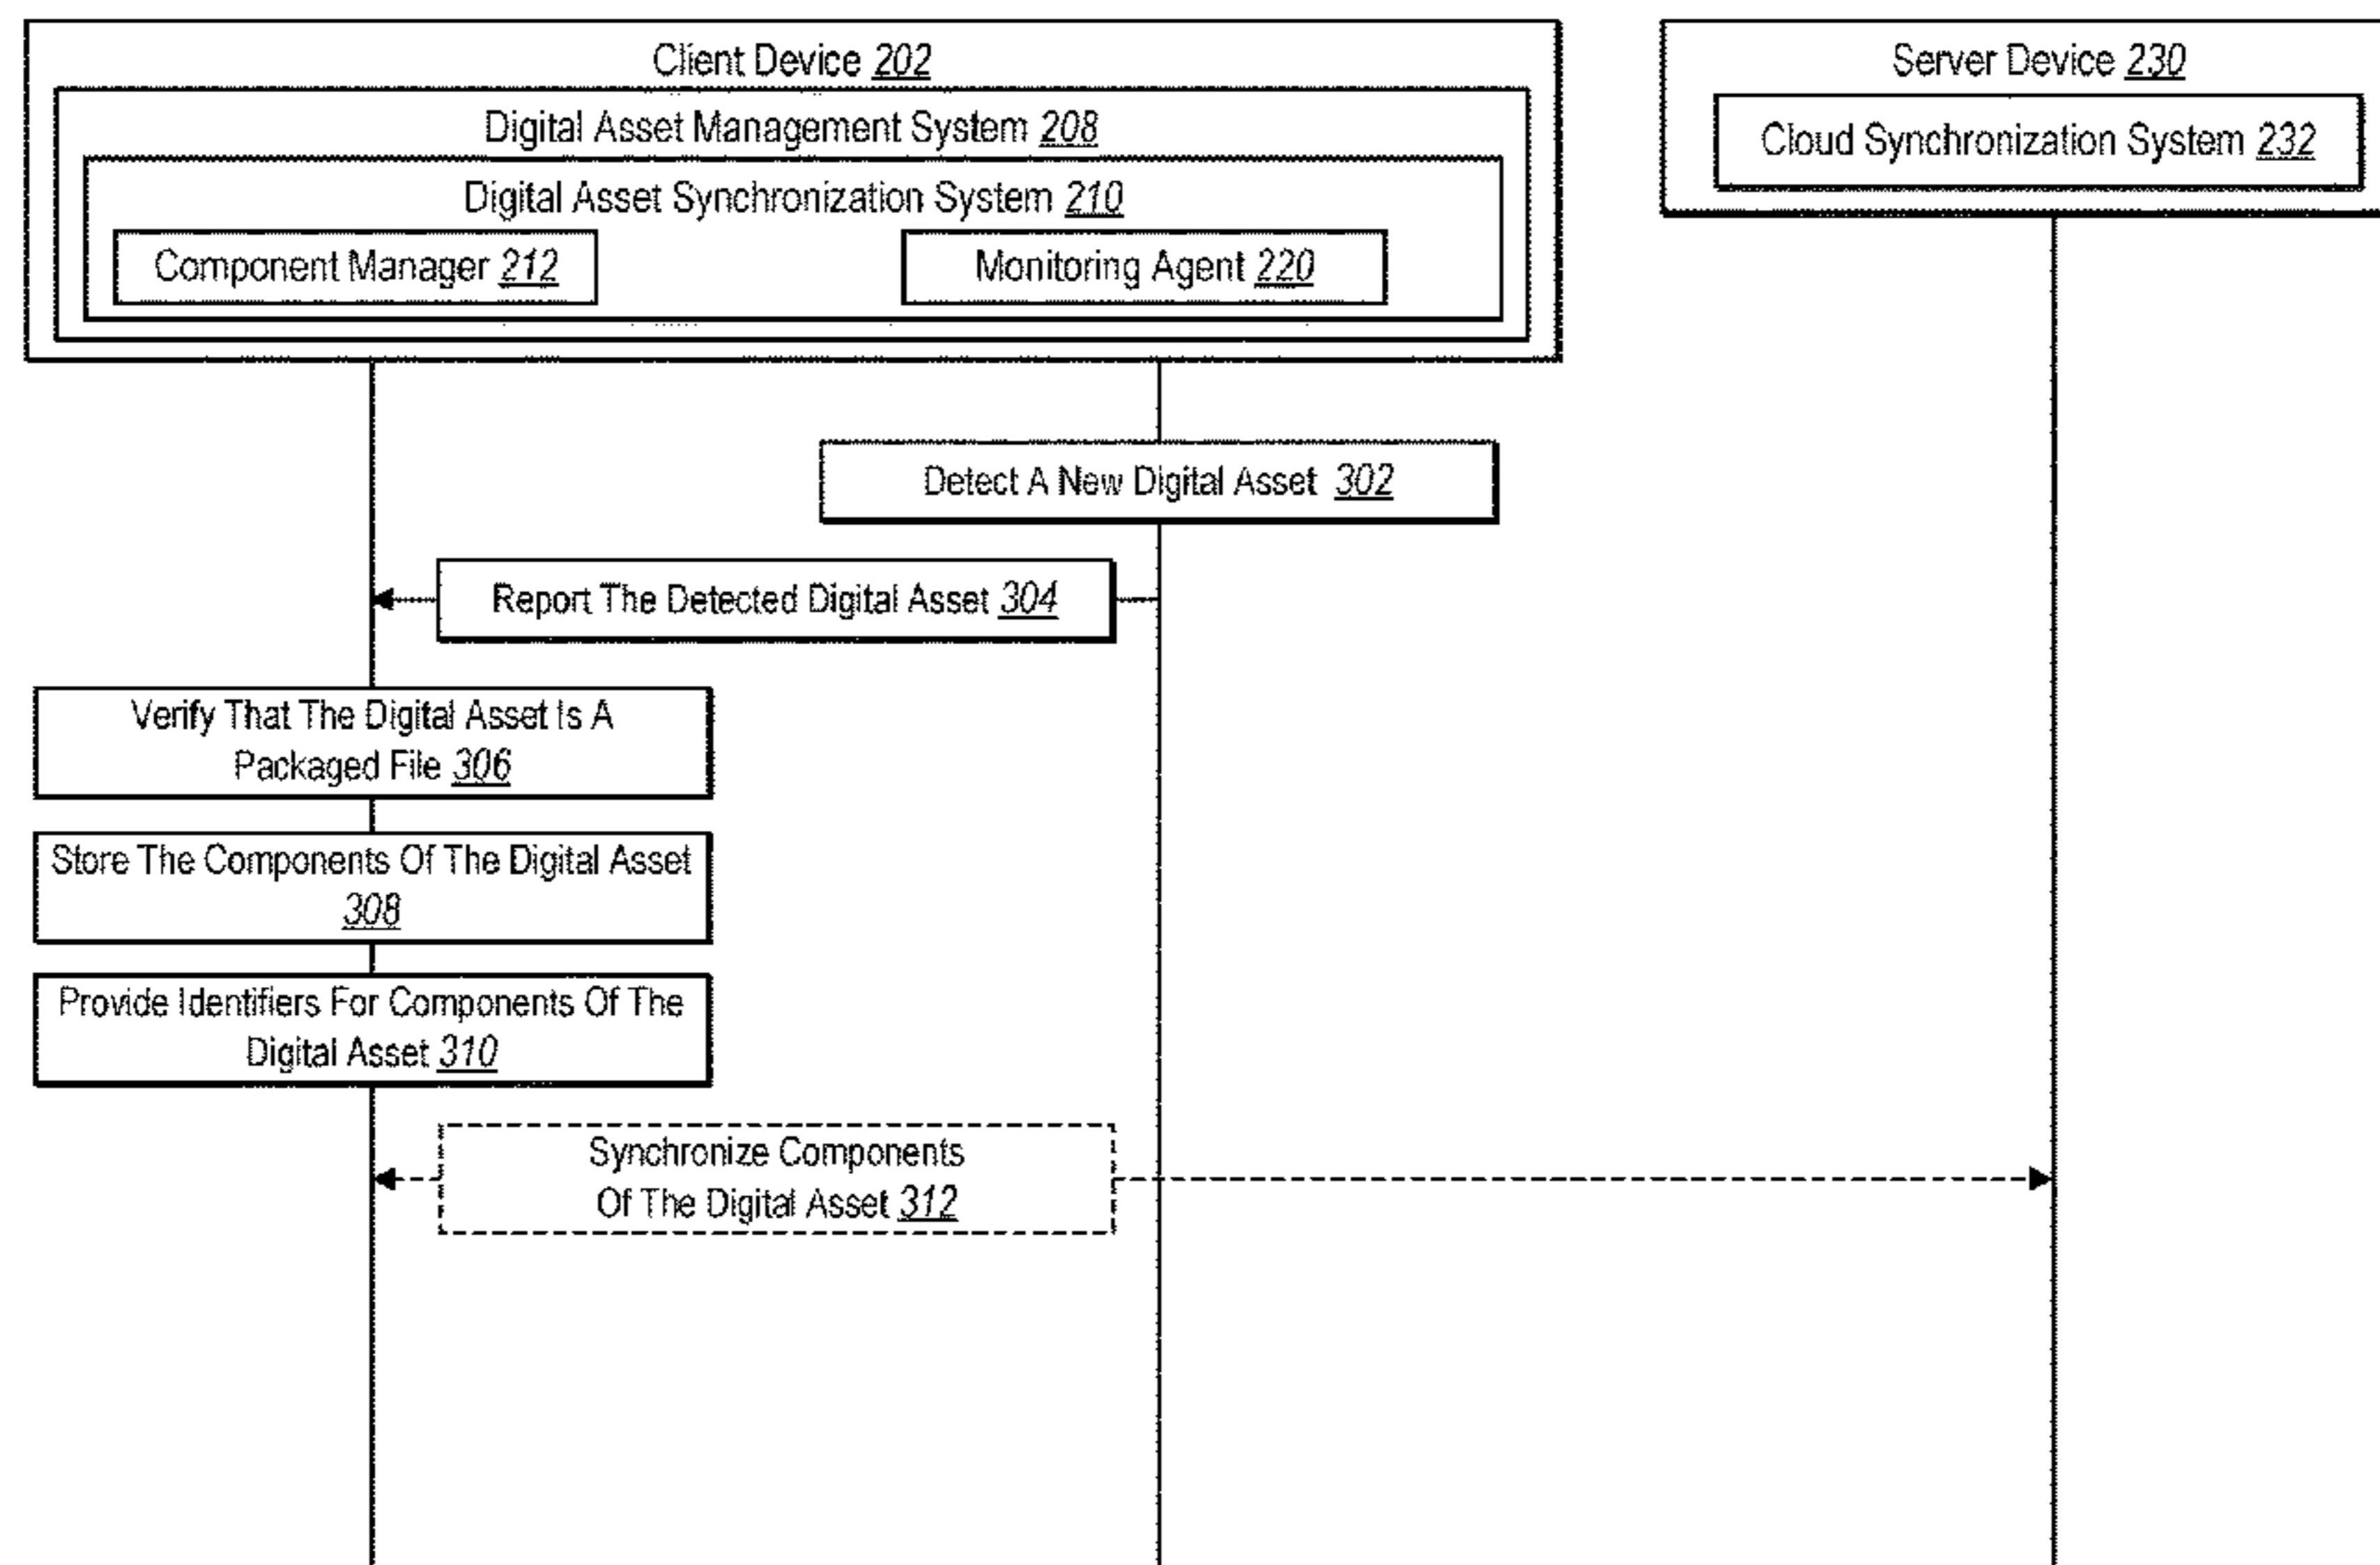 Client Device 202
Server Device 230
Digital Asset Management System 208
Cloud Synchronization System 232
Digital Asset Synchronization System 210
Component Manager 212
Monitoring Agent 220
Detect A New Digital Asset 302
Report The Detected Digital Asset 304
Verify That The Digital Asset Is A
Packaged File 306
Store The Components Of The Digital Asset
308
Provide Identifiers For Components Of The
Digital Asset 310
Synchronize Components
Of The Digital Asset 312